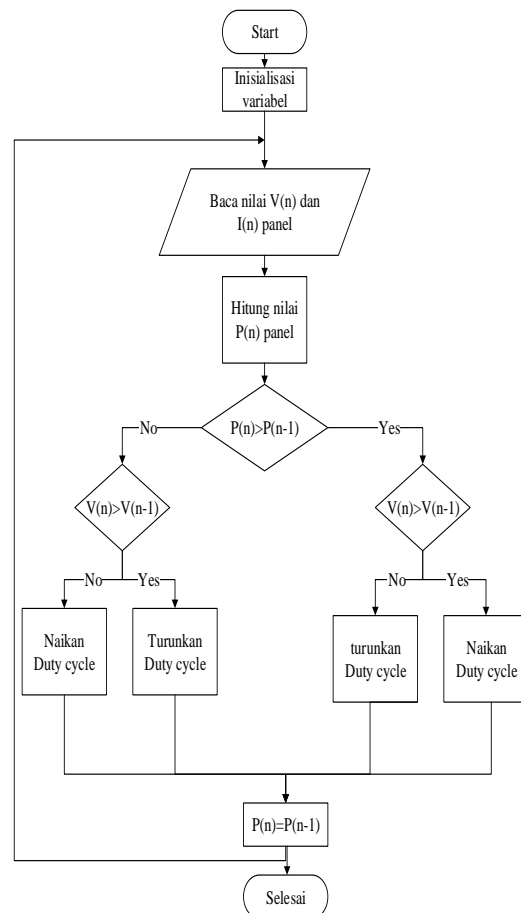 Start
Inisialisasi
variabel
Baca nilai V(n) dan
I(n) panel
Hitung nilai
P(n) panel
P(n)>P(n-1)
No
Yes
V(n)>V(n-1)
V(n)>V(n-1)
No
Yes
No
Yes
Naikan
Duty cycle
Turunkan
Duty cycle
turunkan
Duty cycle
Naikan
Duty cycle
P(n)=P(n-1)
Selesai